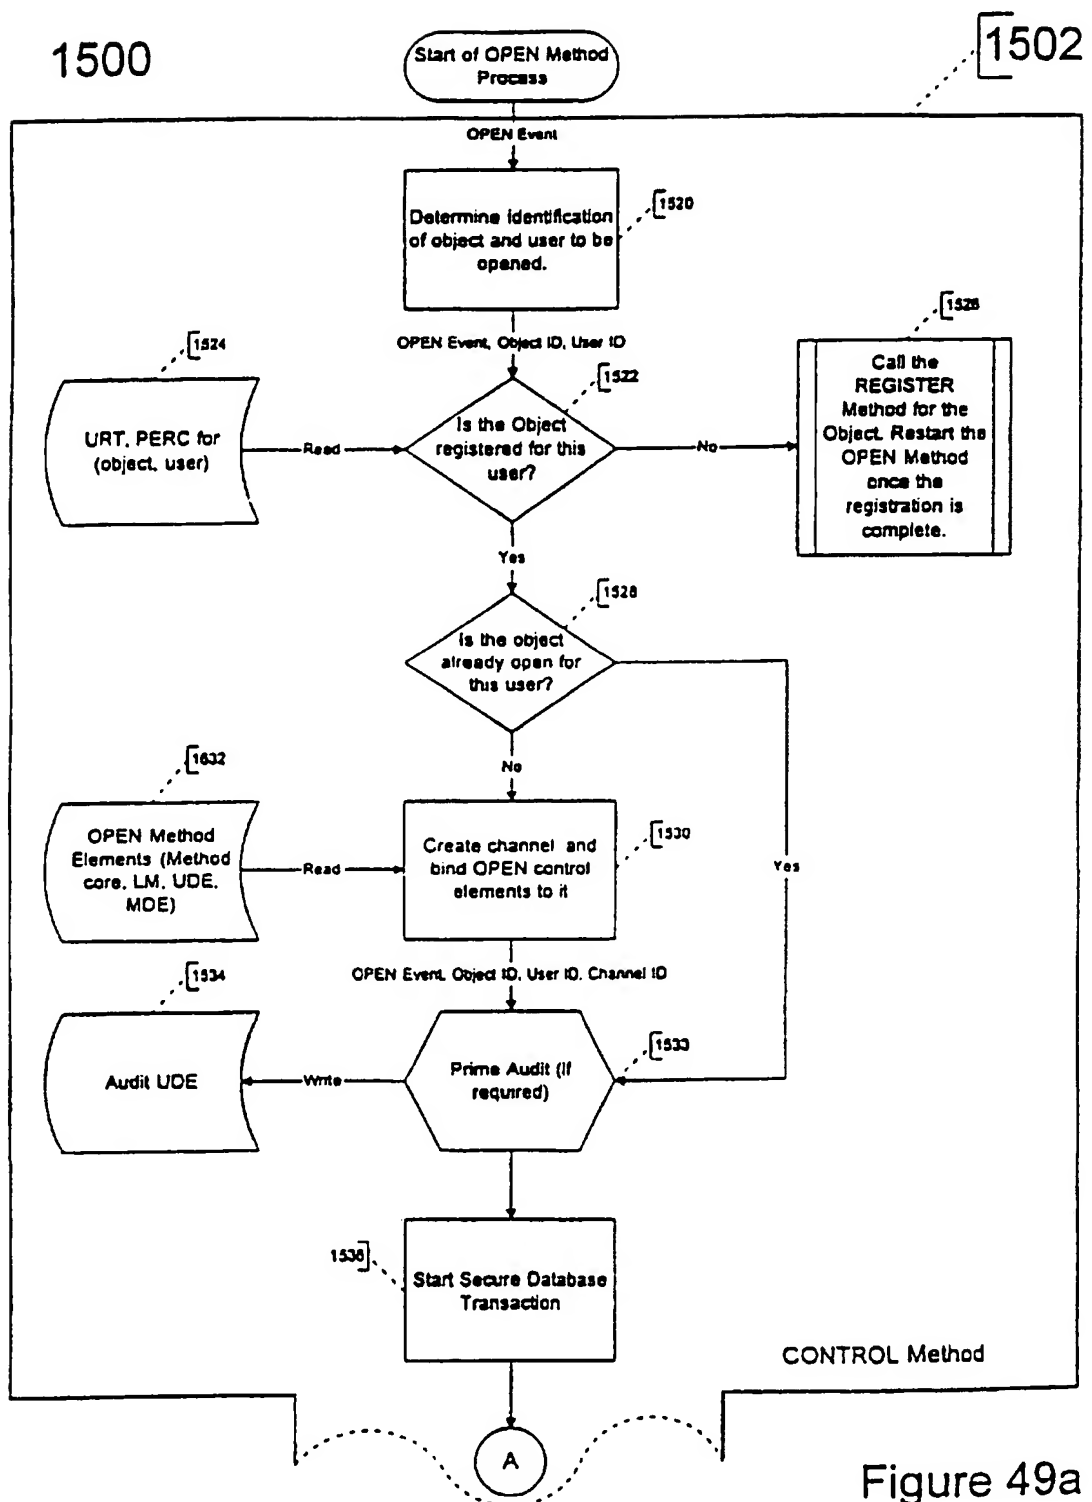 1500
1502
Start of OPEN Method
Process
OPEN Event
1520
Determine identification
of object and user to be
opened.
OPEN Event, Object ID, User ID
1524
1522
1526
URT, PERC for
(object, user)
Read
Is the Object
registered for this
user?
No
Call the
REGISTER
Method for the
Object. Restart the
OPEN Method
once the
registration is
complete.
Yes
1528
Is the object
already open for
this user?
No
Yes
1632
OPEN Method
Elements (Method
core, LM, UDE,
MDE)
Read
Create channel and
bind OPEN control
elements to it
1530
OPEN Event, Object ID, User ID, Channel ID
1534
1533
Audit UDE
Write
Prime Audit (if
required)
1536
Start Secure Database
Transaction
CONTROL Method
A
Figure 49a